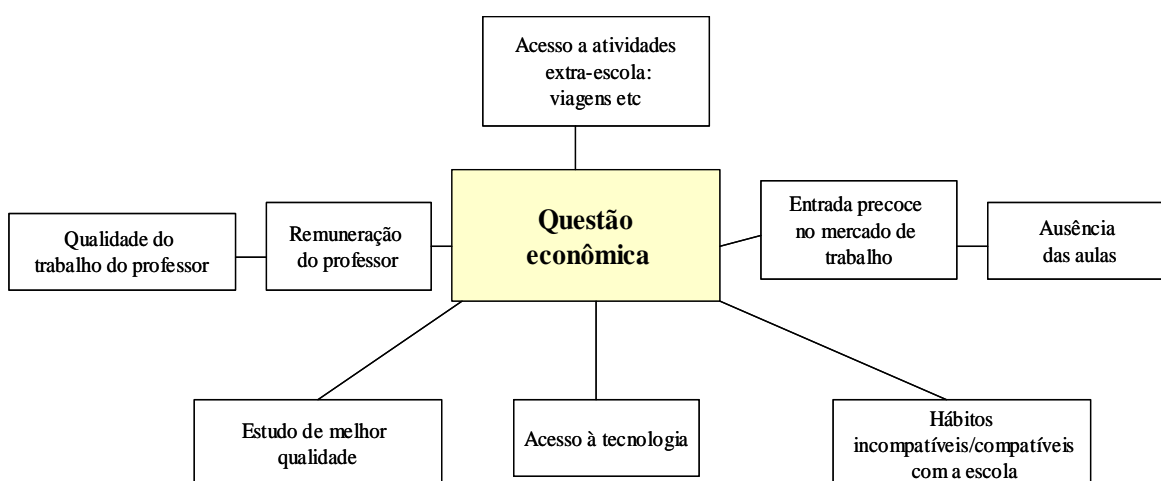 Acesso a atividades
extra-escola:
viagens etc
Questão
econômica
Qualidade do
trabalho do professor
Remuneração
do professor
Entrada precoce
no mercado de
trabalho
Ausência
das aulas
Estudo de melhor
qualidade
Acesso à tecnologia
Hábitos
incompatíveis/compatíveis
com a escola